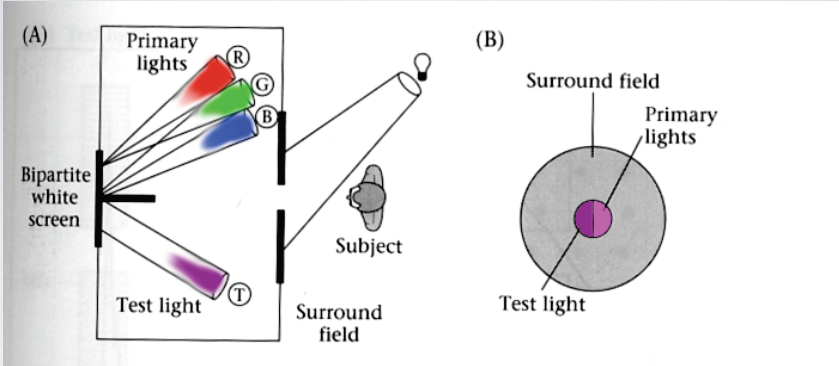 (A)
Primary
lights
R
G
B
Bipartite
white
screen
Subject
Test light
T
Surround
field
(B)
Surround field
Primary
lights
Test light